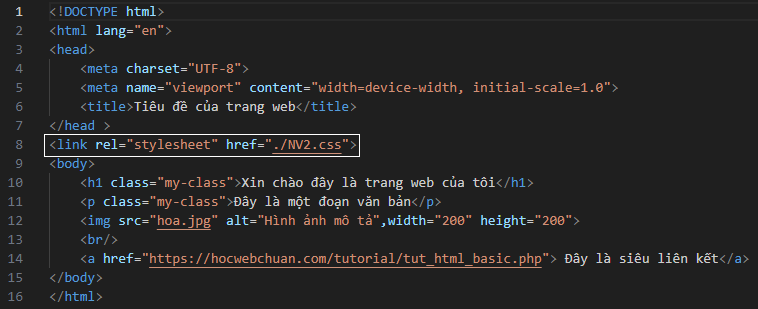 1 <!DOCTYPE html>
2 <html lang="en">
3 <head>
4     <meta charset="UTF-8">
5     <meta name="viewport" content="width=device-width, initial-scale=1.0">
6     <title>Tiêu đề của trang web</title>
7 </head >
8 <link rel="stylesheet" href="./NV2.css">
9 <body>
10     <h1 class="my-class">Xin chào đây là trang web của tôi</h1>
11     <p class="my-class">Đây là một đoạn văn bản</p>
12     <img src="hoa.jpg" alt="Hình ảnh mô tả",width="200" height="200">
13     <br/>
14     <a href="https://hocwebchuan.com/tutorial/tut_html_basic.php"> Đây là siêu liên kết</a>
15 </body>
16 </html>